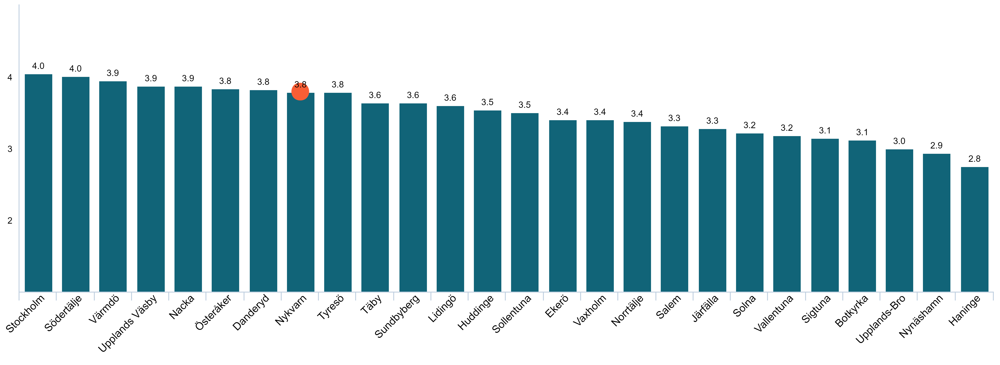 4.0
4.0
3.9
3.9
3.9
3.8
3.8
3.8
3.8
3.6
3.6
3.6
3.5
3.5
3.4
3.4
3.4
3.3
3.3
3.2
3.2
3.1
3.1
3.0
2.9
2.8
4
3
2
Stockholm
Södertälje
Värmdö
Upplands Väsby
Nacka
Österåker
Danderyd
Nykvarn
Tyresö
Täby
Sundbyberg
Lidingö
Huddinge
Sollentuna
Ekerö
Vaxholm
Norrtälje
Salem
Järfälla
Solna
Vallentuna
Sigtuna
Botkyrka
Upplands-Bro
Nynäshamn
Haninge